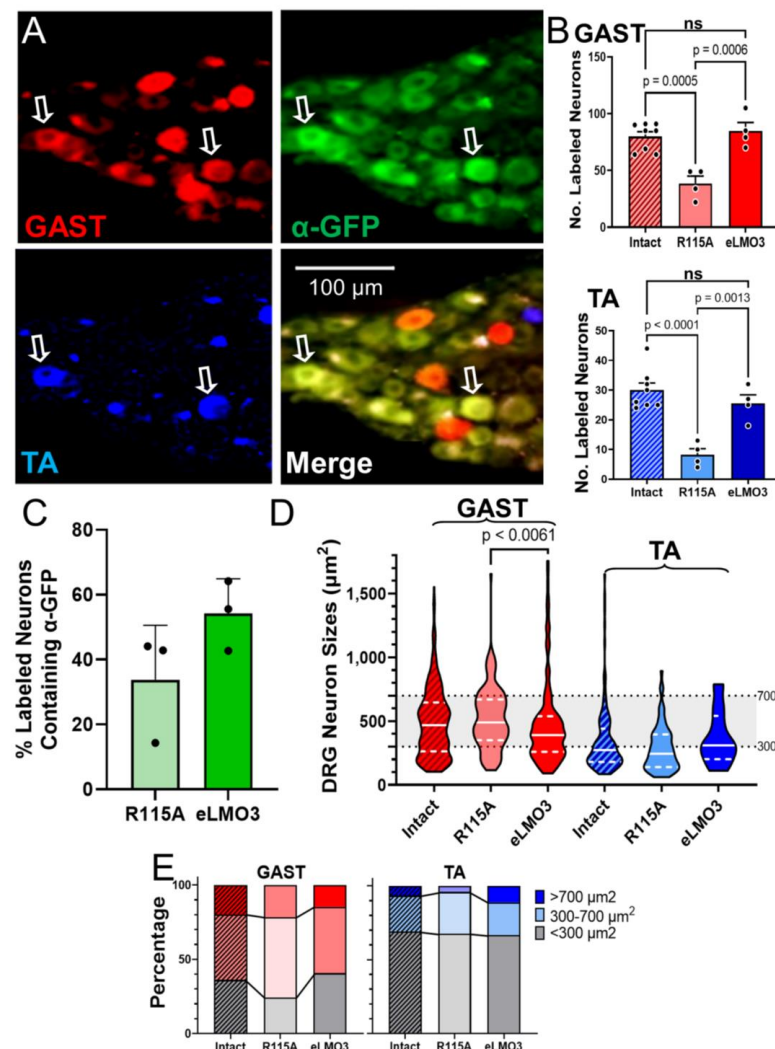 A
GAST
α-GFP
TA
100 µm
Merge
B
GAST
ns
p = 0.0006
p = 0.0005
No. Labeled Neurons
150
100
50
0
Intact
R115A
eLMO3
TA
ns
p = 0.0013
p < 0.0001
No. Labeled Neurons
50
40
30
20
10
0
Intact
R115A
eLMO3
C
% Labeled Neurons
Containing α-GFP
80
60
40
20
0
R115A
eLMO3
D
GAST
p < 0.0061
TA
DRG Neuron Sizes (µm²)
1,500
1,000
500
0
700
300
Intact
R115A
eLMO3
Intact
R115A
eLMO3
E
GAST
TA
Percentage
100
50
0
>700 µm2
300-700 µm²
<300 µm2
Intact
R115A
eLMO3
Intact
R115A
eLMO3